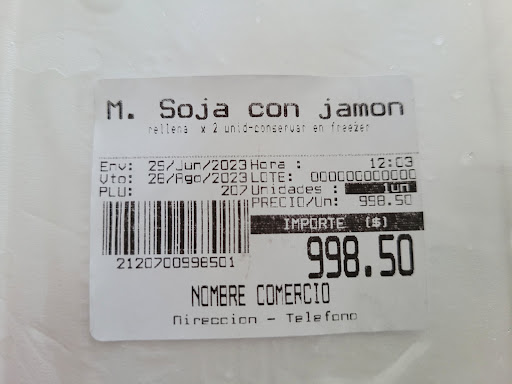 M. Soja con jamon
rellena x 2 unid-conservar en freezer
Env: 25/Jun/2023 Hora : 12:03
Vto: 26/Ago/2023 LOTE: 000000000000
PLU: 207 Unidades : 1un
PRECIO/Un: 998.50
IMPORTE ($)
998.50
2120700998501
NOMBRE COMERCIO
Direccion - Telefono